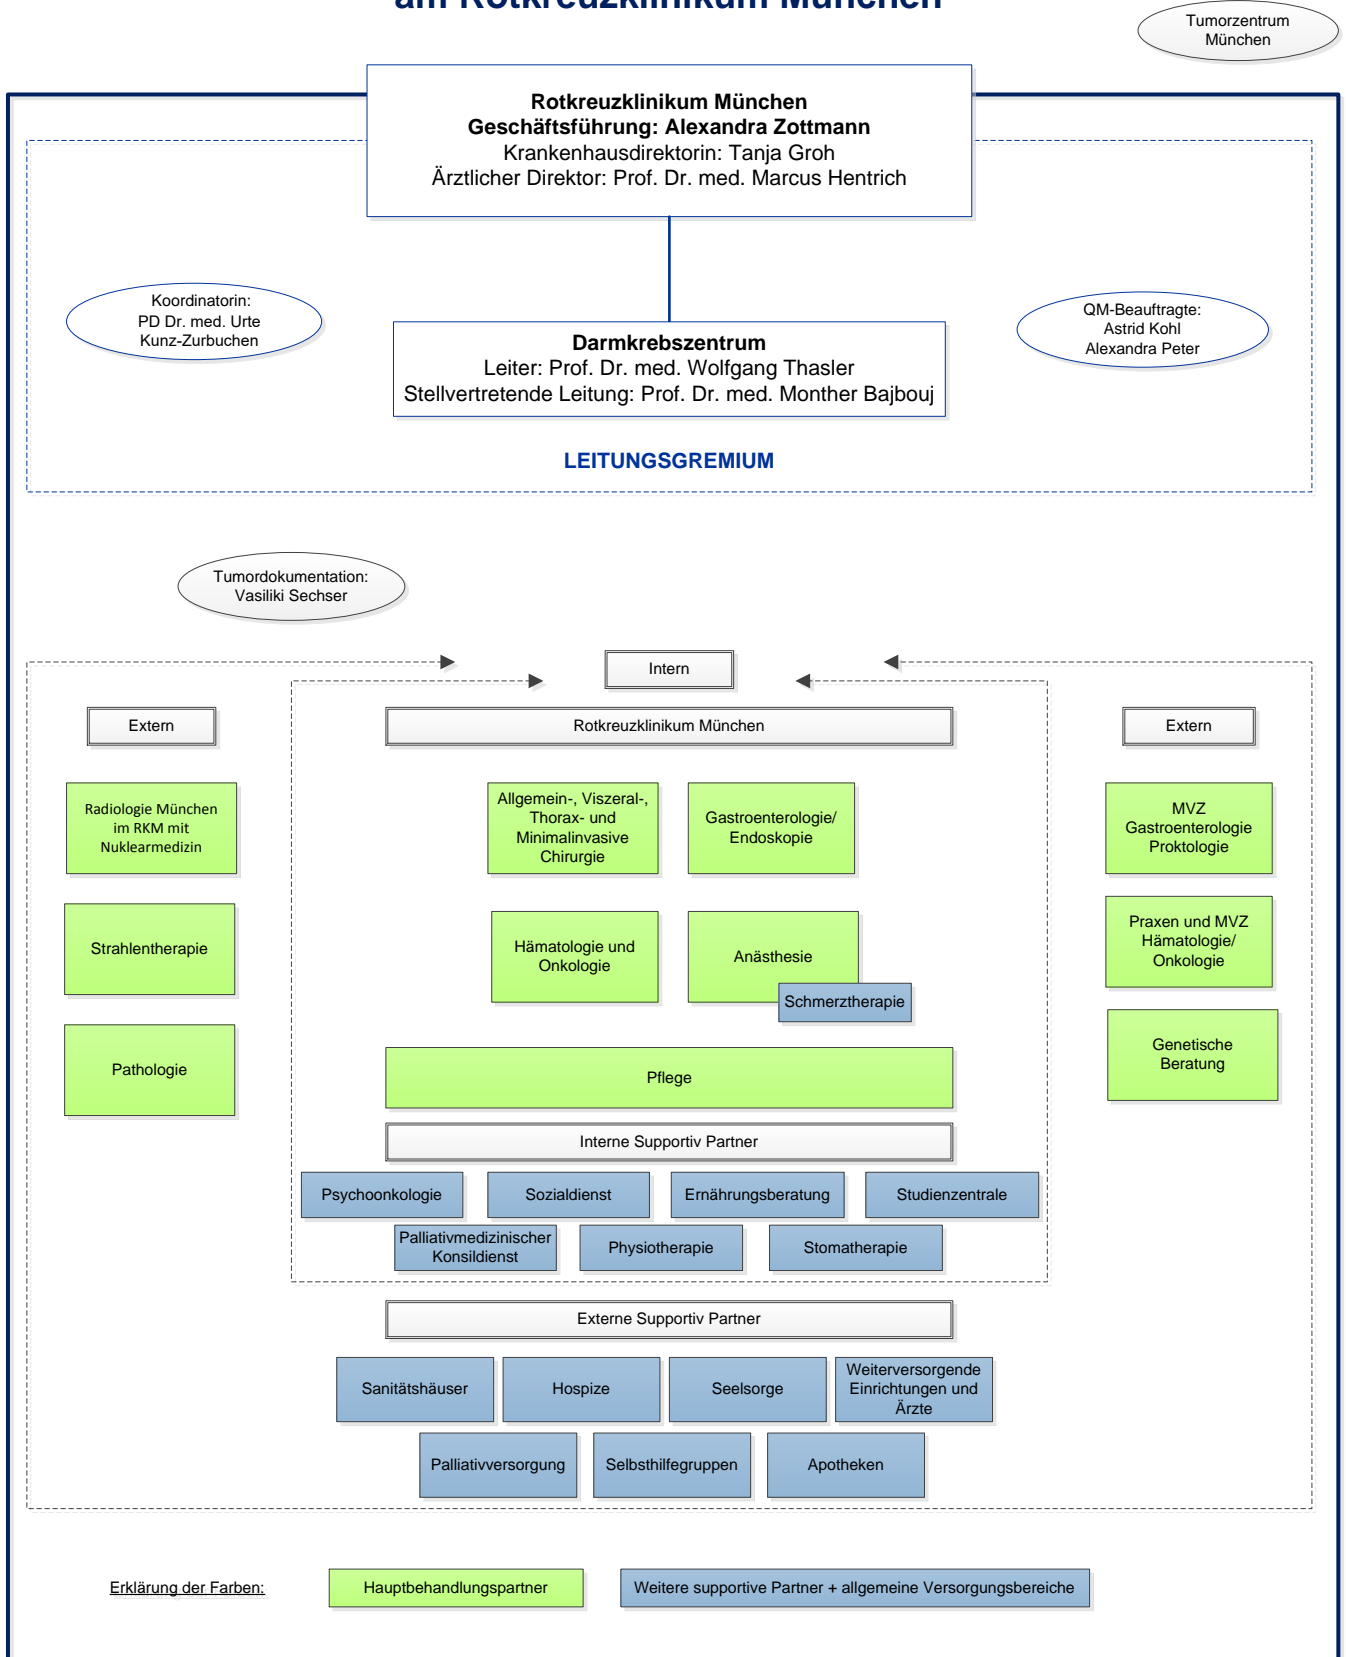 am Rotkreuzklinikum München
Tumorzentrum
München
Rotkreuzklinikum München
Geschäftsführung: Alexandra Zottmann
Krankenhausdirektorin: Tanja Groh
Ärztlicher Direktor: Prof. Dr. med. Marcus Hentrich
Koordinatorin:
PD Dr. med. Urte
Kunz-Zurbuchen
QM-Beauftragte:
Astrid Kohl
Alexandra Peter
Darmkrebszentrum
Leiter: Prof. Dr. med. Wolfgang Thasler
Stellvertretende Leitung: Prof. Dr. med. Monther Bajbouj
LEITUNGSGREMIUM
Tumordokumentation:
Vasiliki Sechser
Intern
Extern
Rotkreuzklinikum München
Extern
Radiologie München
im RKM mit
Nuklearmedizin
Allgemein-, Viszeral-,
Thorax- und
Minimalinvasive
Chirurgie
Gastroenterologie/
Endoskopie
MVZ
Gastroenterologie
Proktologie
Strahlentherapie
Hämatologie und
Onkologie
Anästhesie
Schmerztherapie
Praxen und MVZ
Hämatologie/
Onkologie
Pathologie
Pflege
Genetische
Beratung
Interne Supportiv Partner
Psychoonkologie
Sozialdienst
Ernährungsberatung
Studienzentrale
Palliativmedizinischer
Konsildienst
Physiotherapie
Stomatherapie
Externe Supportiv Partner
Sanitätshäuser
Hospize
Seelsorge
Weiterversorgende
Einrichtungen und
Ärzte
Palliativversorgung
Selbsthilfegruppen
Apotheken
Erklärung der Farben:
Hauptbehandlungspartner
Weitere supportive Partner + allgemeine Versorgungsbereiche